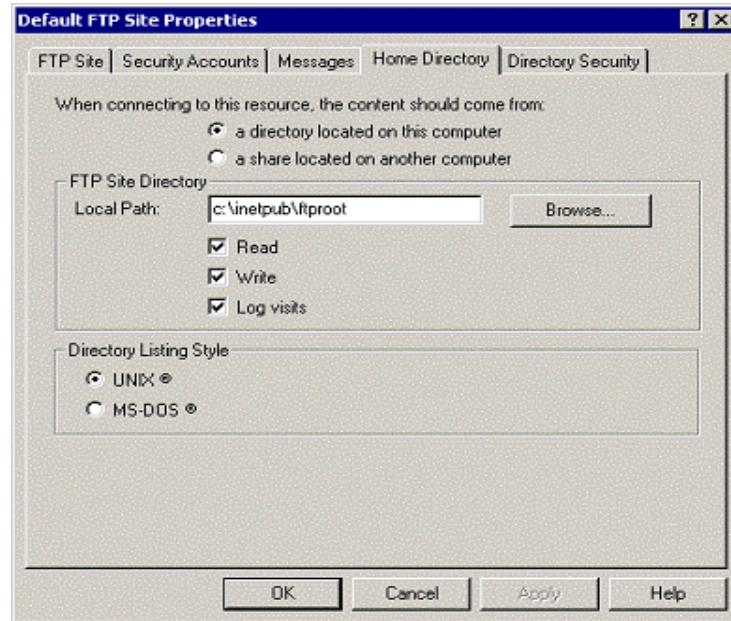 Default FTP Site Properties
FTP Site Security Accounts Messages Home Directory Directory Security
When connecting to this resource, the content should come from:
a directory located on this computer
a share located on another computer
FTP Site Directory
Local Path: c:\inetpub\ftproot Browse...
Read
Write
Log visits
Directory Listing Style
UNIX ®
MS-DOS ®
OK Cancel Apply Help